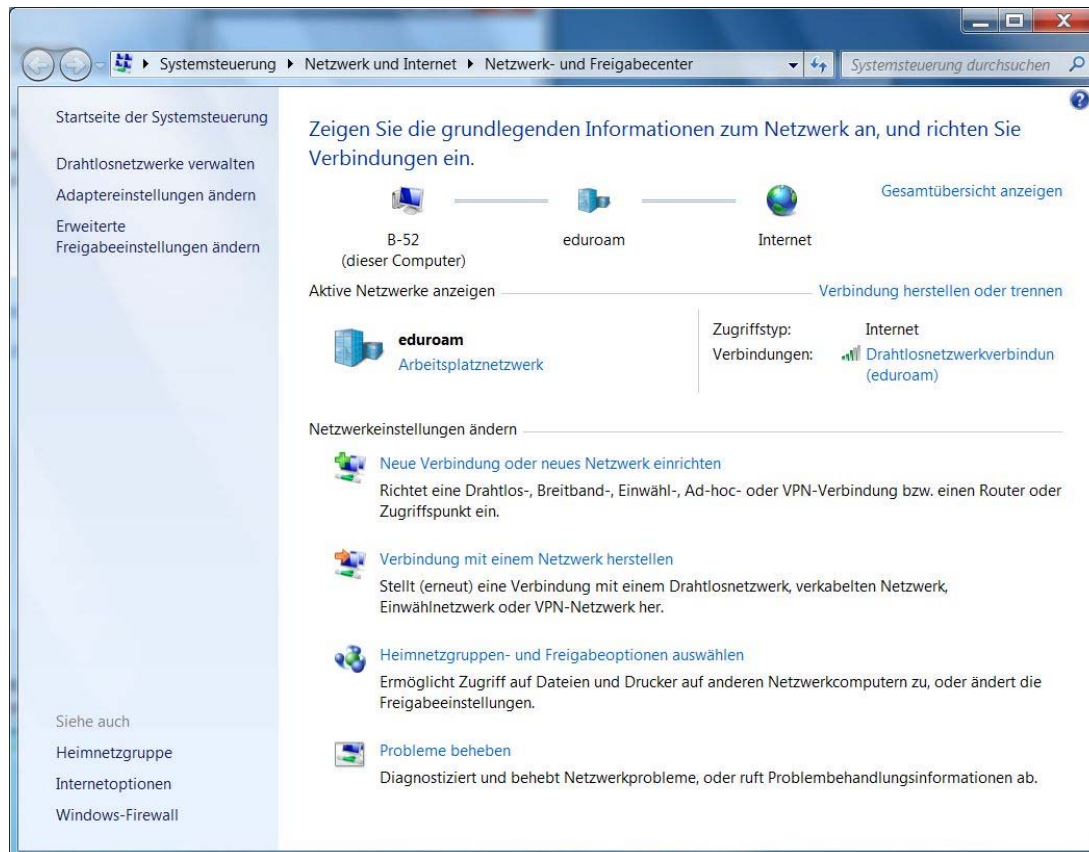 Systemsteuerung ▸ Netzwerk und Internet ▸ Netzwerk- und Freigabecenter
Systemsteuerung durchsuchen
Startseite der Systemsteuerung
Drahtlosnetzwerke verwalten
Adaptereinstellungen ändern
Erweiterte
Freigabeeinstellungen ändern
Siehe auch
Heimnetzgruppe
Internetoptionen
Windows-Firewall
Zeigen Sie die grundlegenden Informationen zum Netzwerk an, und richten Sie
Verbindungen ein.
Gesamtübersicht anzeigen
B-52
(dieser Computer)
eduroam
Internet
Aktive Netzwerke anzeigen
Verbindung herstellen oder trennen
eduroam
Arbeitsplatznetzwerk
Zugriffstyp: Internet
Verbindungen: Drahtlosnetzwerkverbindun
(eduroam)
Netzwerkeinstellungen ändern
Neue Verbindung oder neues Netzwerk einrichten
Richtet eine Drahtlos-, Breitband-, Einwähl-, Ad-hoc- oder VPN-Verbindung bzw. einen Router oder
Zugriffspunkt ein.
Verbindung mit einem Netzwerk herstellen
Stellt (erneut) eine Verbindung mit einem Drahtlosnetzwerk, verkabelten Netzwerk,
Einwählnetzwerk oder VPN-Netzwerk her.
Heimnetzgruppen- und Freigabeoptionen auswählen
Ermöglicht Zugriff auf Dateien und Drucker auf anderen Netzwerkcomputern zu, oder ändert die
Freigabeeinstellungen.
Probleme beheben
Diagnostiziert und behebt Netzwerkprobleme, oder ruft Problembehandlungsinformationen ab.